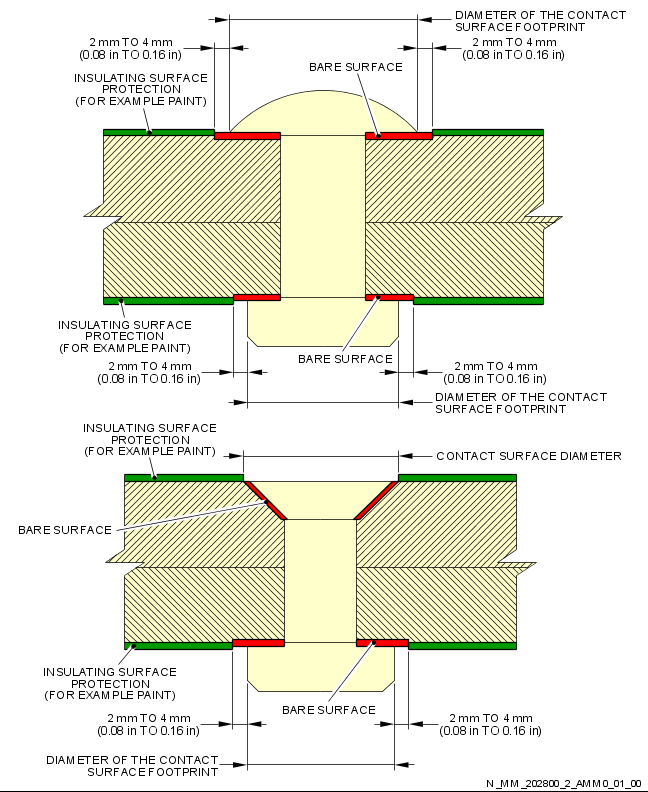 DIAMETER OF THE CONTACT
SURFACE FOOTPRINT
2 mm TO 4 mm
(0.08 in TO 0.16 in)
2 mm TO 4 mm
(0.08 in TO 0.16 in)
BARE SURFACE
INSULATING SURFACE
PROTECTION
(FOR EXAMPLE PAINT)
INSULATING SURFACE
PROTECTION
(FOR EXAMPLE PAINT)
BARE SURFACE
2 mm TO 4 mm
(0.08 in TO 0.16 in)
2 mm TO 4 mm
(0.08 in TO 0.16 in)
DIAMETER OF THE CONTACT
SURFACE FOOTPRINT
INSULATING SURFACE
PROTECTION
(FOR EXAMPLE PAINT)
CONTACT SURFACE DIAMETER
BARE SURFACE
INSULATING SURFACE
PROTECTION
(FOR EXAMPLE PAINT)
BARE SURFACE
2 mm TO 4 mm
(0.08 in TO 0.16 in)
2 mm TO 4 mm
(0.08 in TO 0.16 in)
DIAMETER OF THE CONTACT
SURFACE FOOTPRINT
N_MM_202800_2_AMM0_01_00